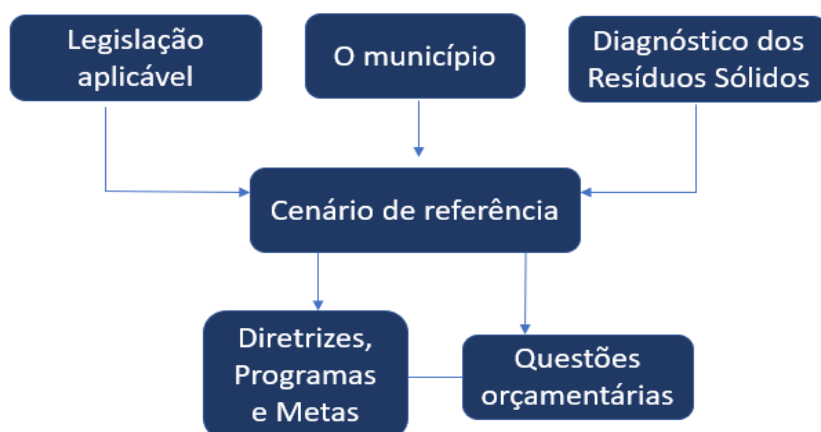 Legislação
aplicável
O município
Diagnóstico dos
Resíduos Sólidos
Cenário de referência
Diretrizes,
Programas
e Metas
Questões
orçamentárias